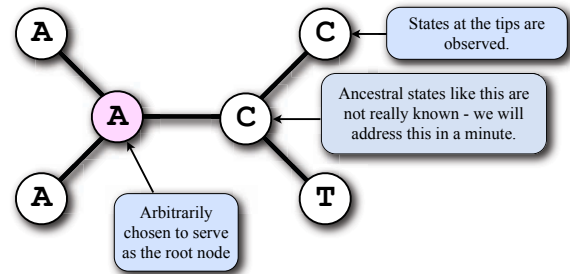 A
C
States at the tips are
observed.
A
C
Ancestral states like this are
not really known - we will
address this in a minute.
A
T
Arbitrarily
chosen to serve
as the root node